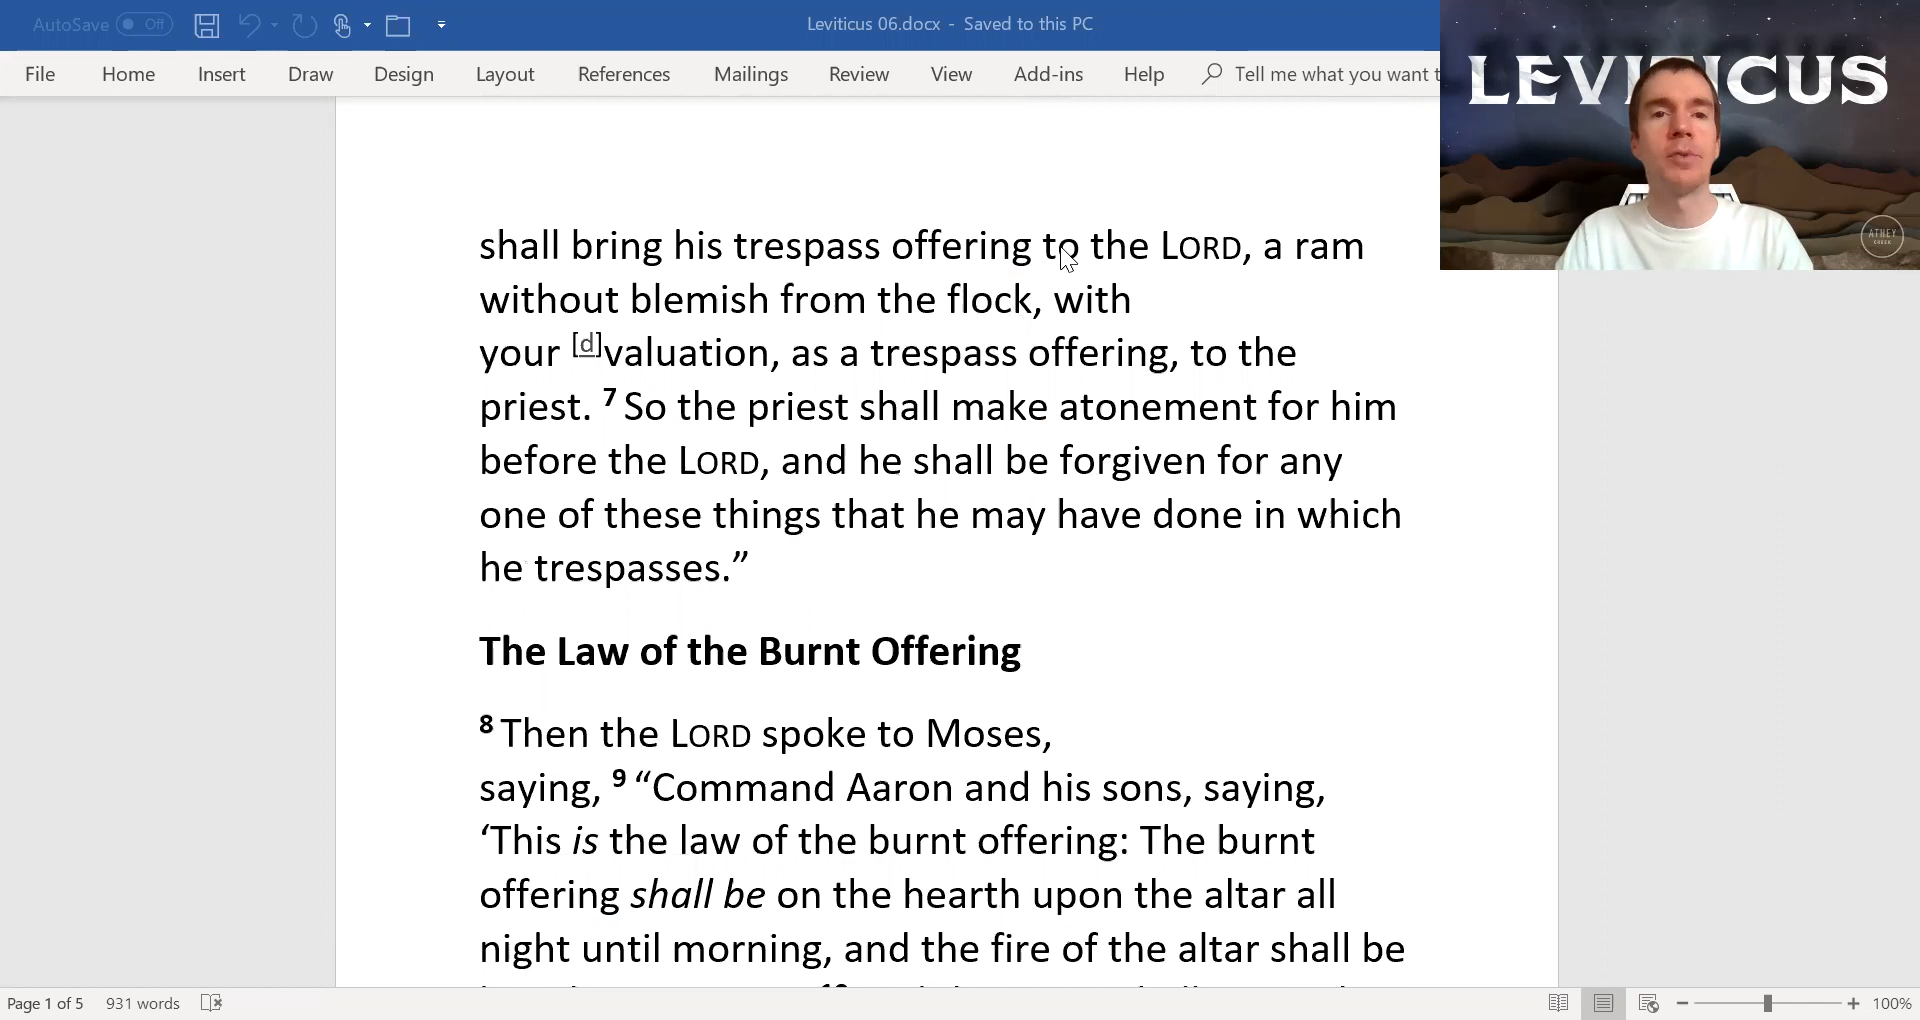 AutoSave Off
Leviticus 06.docx - Saved to this PC
File Home Insert Draw Design Layout References Mailings Review View Add-ins Help Tell me what you want t
LEVITICUS
ATHEY
CREEK
shall bring his trespass offering to the LORD, a ram
without blemish from the flock, with
your [d]valuation, as a trespass offering, to the
priest. 7 So the priest shall make atonement for him
before the LORD, and he shall be forgiven for any
one of these things that he may have done in which
he trespasses.”
The Law of the Burnt Offering
8 Then the LORD spoke to Moses,
saying, 9 “Command Aaron and his sons, saying,
‘This is the law of the burnt offering: The burnt
offering shall be on the hearth upon the altar all
night until morning, and the fire of the altar shall be
Page 1 of 5 931 words 100%